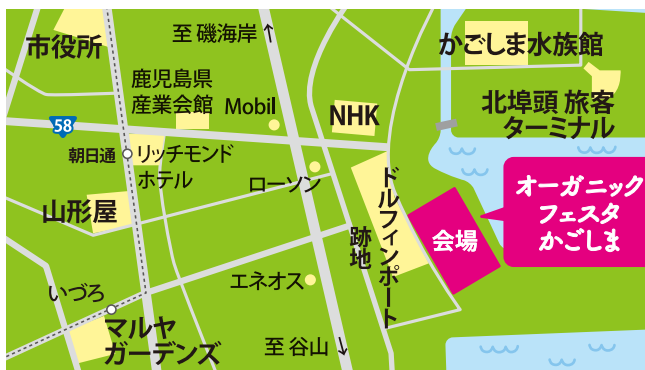 市役所
至 磯海岸↑
かごしま水族館
鹿児島県
産業会館
Mobil
NHK
北埠頭 旅客
ターミナル
58
朝日通
リッチモンド
ホテル
ローソン
ドルフィンポート
跡地
オーガニック
フェスタ
かごしま
会場
山形屋
いづろ
エネオス
マルヤ
ガーデンズ
至 谷山↓